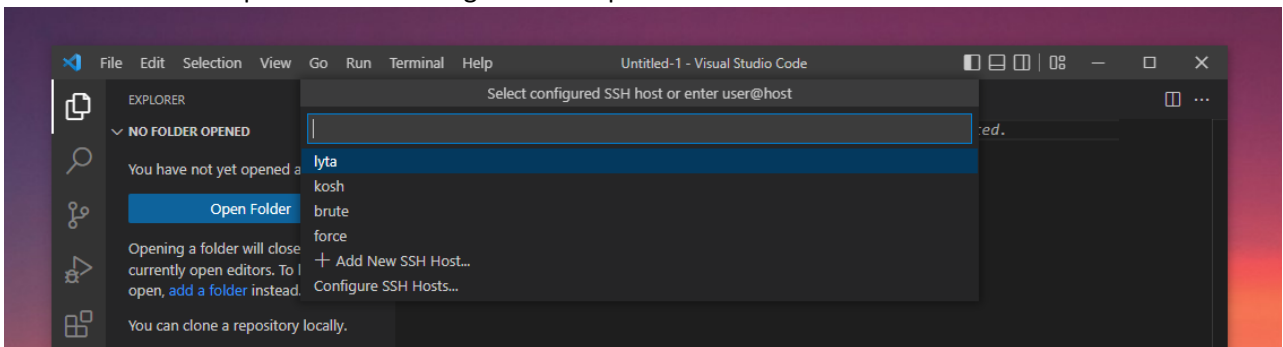 File Edit Selection View Go Run Terminal Help Untitled-1 - Visual Studio Code
EXPLORER
Select configured SSH host or enter user@host
NO FOLDER OPENED
lyta
kosh
brute
force
+ Add New SSH Host...
Configure SSH Hosts...
You have not yet opened a
Open Folder
Opening a folder will close
currently open editors. To
open, add a folder instead.
You can clone a repository locally.